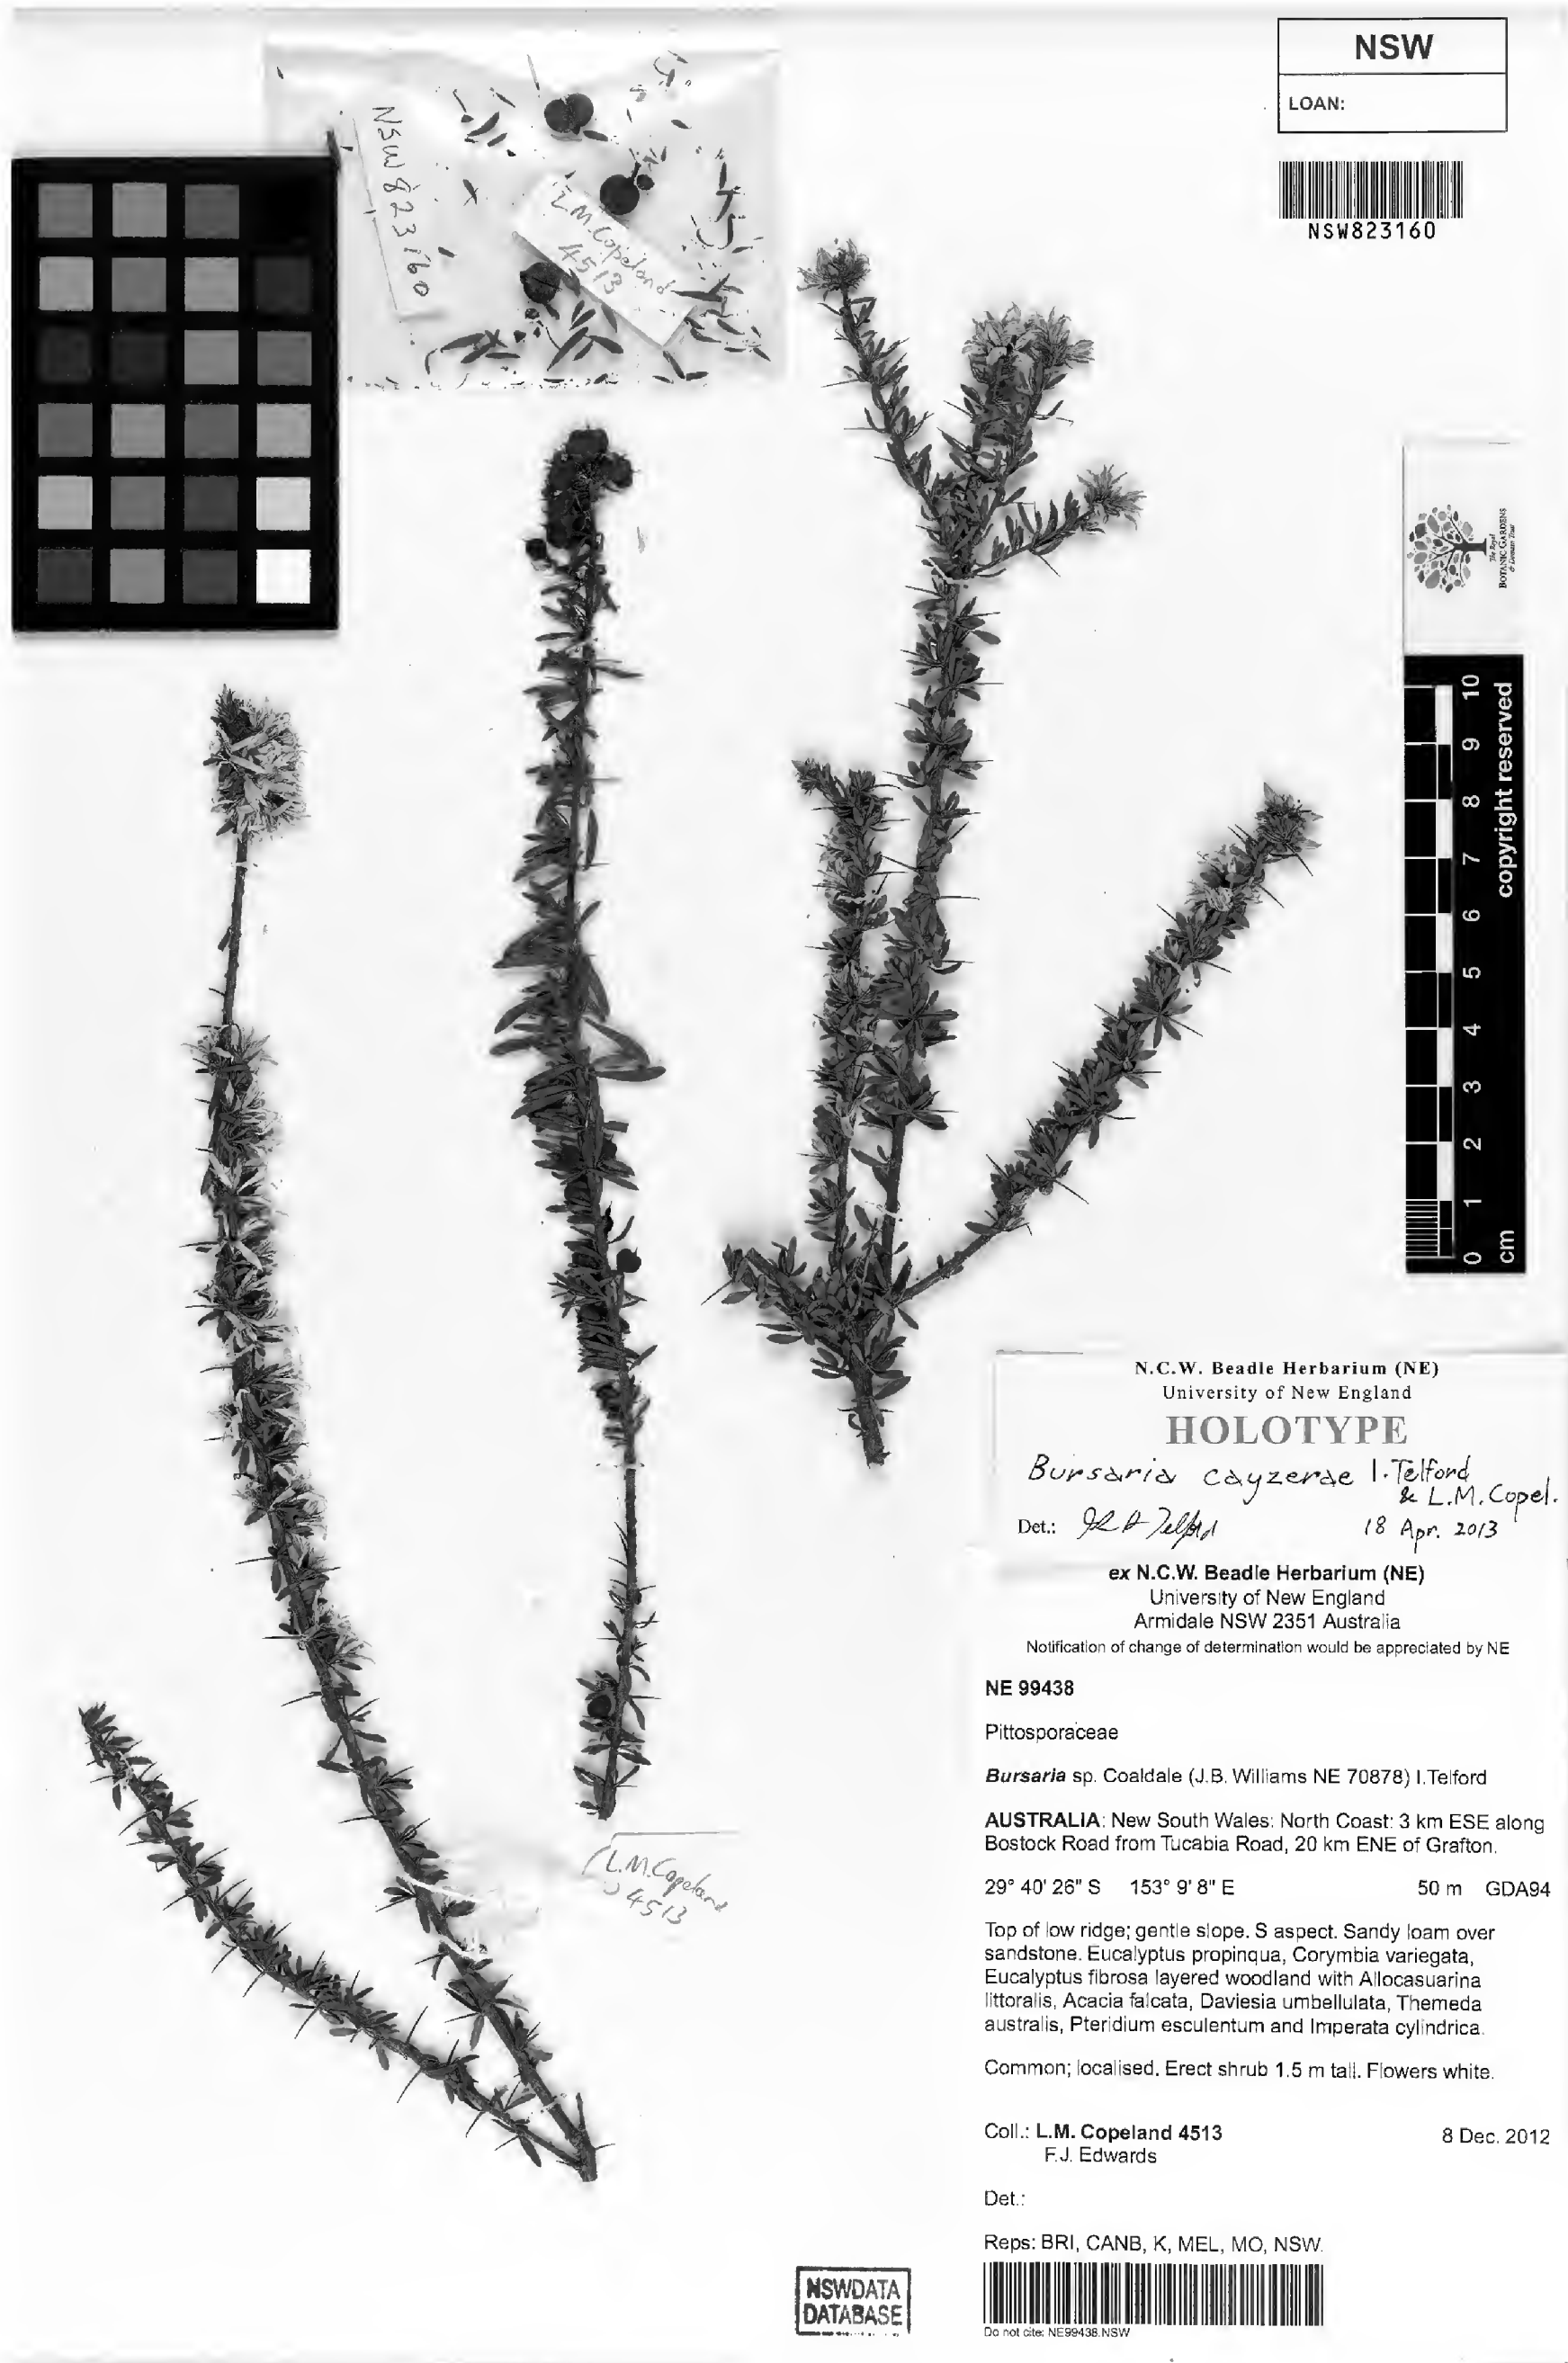 NSW
LOAN:
NSW823160
NSW 823160
L.M.Copeland
4513
The Royal
BOTANIC GARDENS
& Domain Trust
10
9
8
7
6
5
4
3
2
1
0
cm
copyright reserved
N.C.W. Beadle Herbarium (NE)
University of New England
HOLOTYPE
Bursaria cayzerae I.Telford
& L.M.Copel.
Det.: Telford 18 Apr. 2013
ex N.C.W. Beadle Herbarium (NE)
University of New England
Armidale NSW 2351 Australia
Notification of change of determination would be appreciated by NE
NE 99438
Pittosporaceae
Bursaria sp. Coaldale (J.B. Williams NE 70878) I.Telford
AUSTRALIA: New South Wales: North Coast: 3 km ESE along
Bostock Road from Tucabia Road, 20 km ENE of Grafton.
29° 40' 26" S 153° 9' 8" E 50 m GDA94
Top of low ridge; gentle slope. S aspect. Sandy loam over
sandstone. Eucalyptus propinqua, Corymbia variegata,
Eucalyptus fibrosa layered woodland with Allocasuarina
littoralis, Acacia falcata, Daviesia umbellulata, Themeda
australis, Pteridium esculentum and Imperata cylindrica.
Common; localised. Erect shrub 1.5 m tall. Flowers white.
Coll.: L.M. Copeland 4513 8 Dec. 2012
F.J. Edwards
Det.:
Reps: BRI, CANB, K, MEL, MO, NSW.
Do not cite: NE99438.NSW
L.M.Copeland
4513
NSWDATA
DATABASE